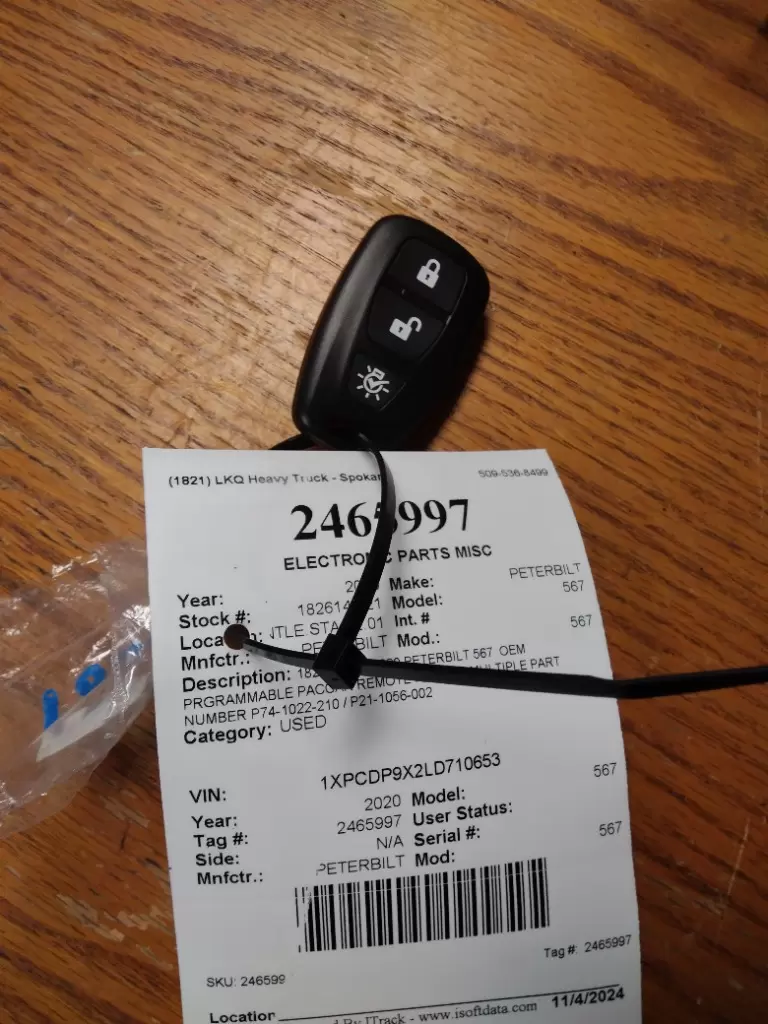 (1821) LKQ Heavy Truck - Spokan 509-536-8499
2465997
ELECTRONIC PARTS MISC
Year: Make: PETERBILT
Stock #: Model: 567
Int. # 567
Mnfctr.: Mod.:
Description: PETERBILT 567 OEM
PRGRAMMABLE REMOTE MULTIPLE PART
NUMBER P74-1022-210 / P21-1056-002
Category: USED
VIN: 1XPCDP9X2LD710653
Year: 2020 Model: 567
Tag #: 2465997 User Status:
Side: N/A Serial #: 567
Mnfctr.: PETERBILT Mod:
Tag #: 2465997
SKU: 246599
Location
By ITrack - www.isoftdata.com 11/4/2024